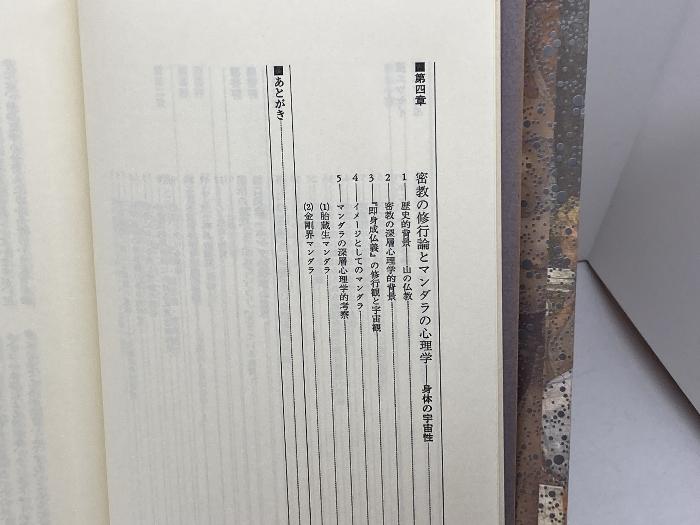 ■第四章
密教の修行論とマンダラの心理学——身体の宇宙性
1——歴史的背景——山の仏教
2——密教の深層心理学的背景
3——『即身成仏義』の修行観と宇宙観
4——イメージとしてのマンダラ
5——マンダラの深層心理学的考察
(1)胎蔵生マンダラ
(2)金剛界マンダラ
■あとがき